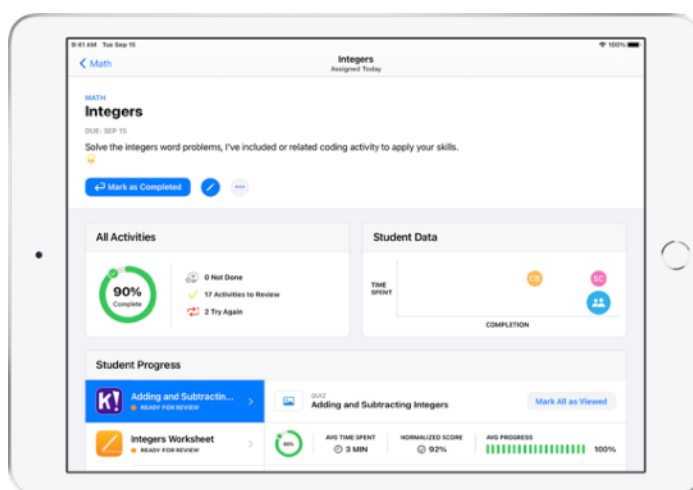 9:41 AM Tue Sep 15
100%
Math
Integers
Assigned Today
MATH
Integers
DUE: SEP 15
Solve the integers word problems, I've included or related coding activity to apply your skills.
Mark as Completed
All Activities
90%
Complete
0 Not Done
17 Activities to Review
2 Try Again
Student Data
TIME
SPENT
CB
SC
COMPLETION
Student Progress
K!
Adding and Subtractin...
READY FOR REVIEW
QUIZ
Adding and Subtracting Integers
Mark All as Viewed
Integers Worksheet
READY FOR REVIEW
AVG TIME SPENT
3 MIN
NORMALIZED SCORE
92%
AVG PROGRESS
100%